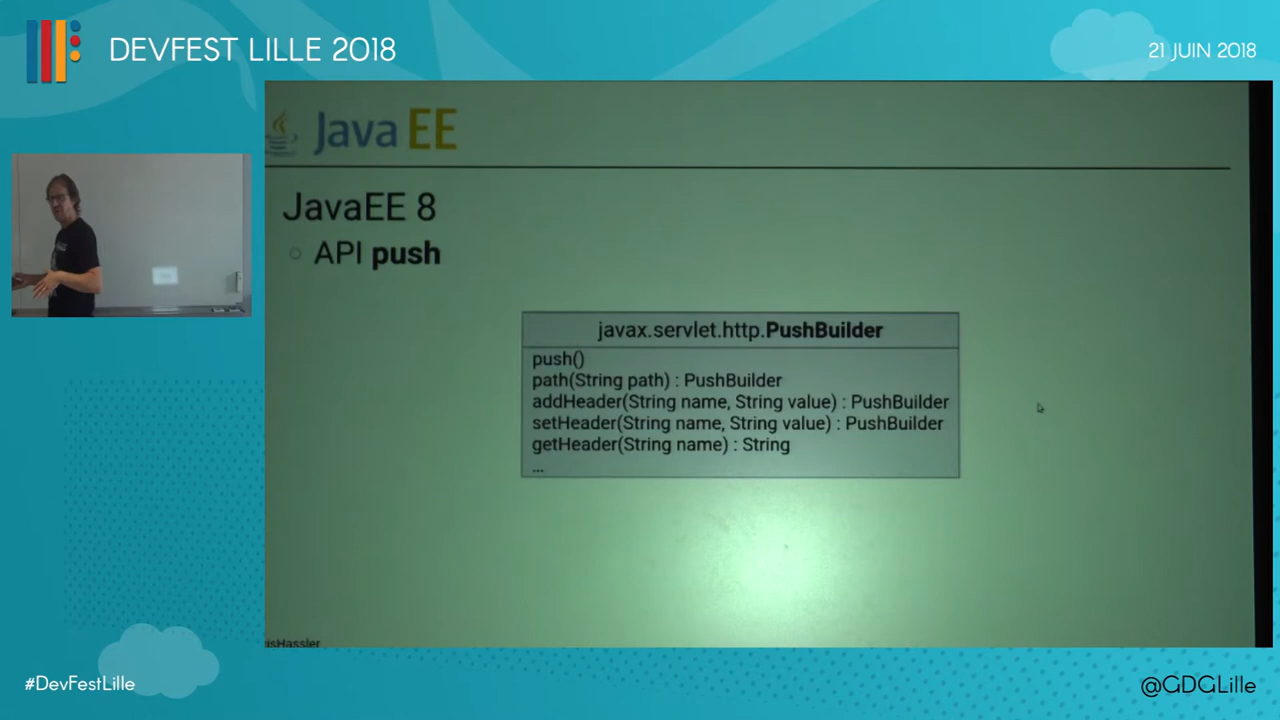 DEVFEST LILLE 2018
21 JUIN 2018
Java EE
JavaEE 8
○ API push
javax.servlet.http.PushBuilder
push()
path(String path) : PushBuilder
addHeader(String name, String value) : PushBuilder
setHeader(String name, String value) : PushBuilder
getHeader(String name) : String
...
isHassler
#DevFestLille
@GDGLille